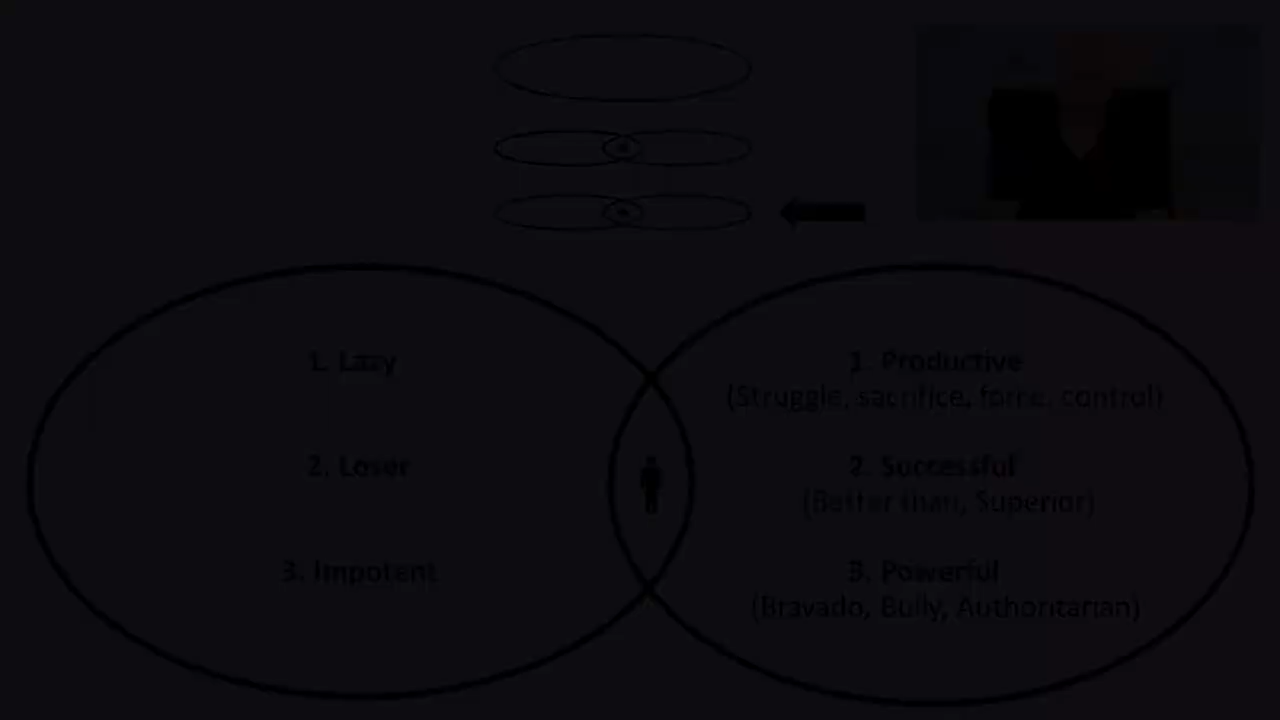 1. Lazy
2. Loser
3. Impotent
1. Productive
(Struggle, sacrifice, force, control)
2. Successful
(Better than, Superior)
3. Powerful
(Bravado, Bully, Authoritarian)